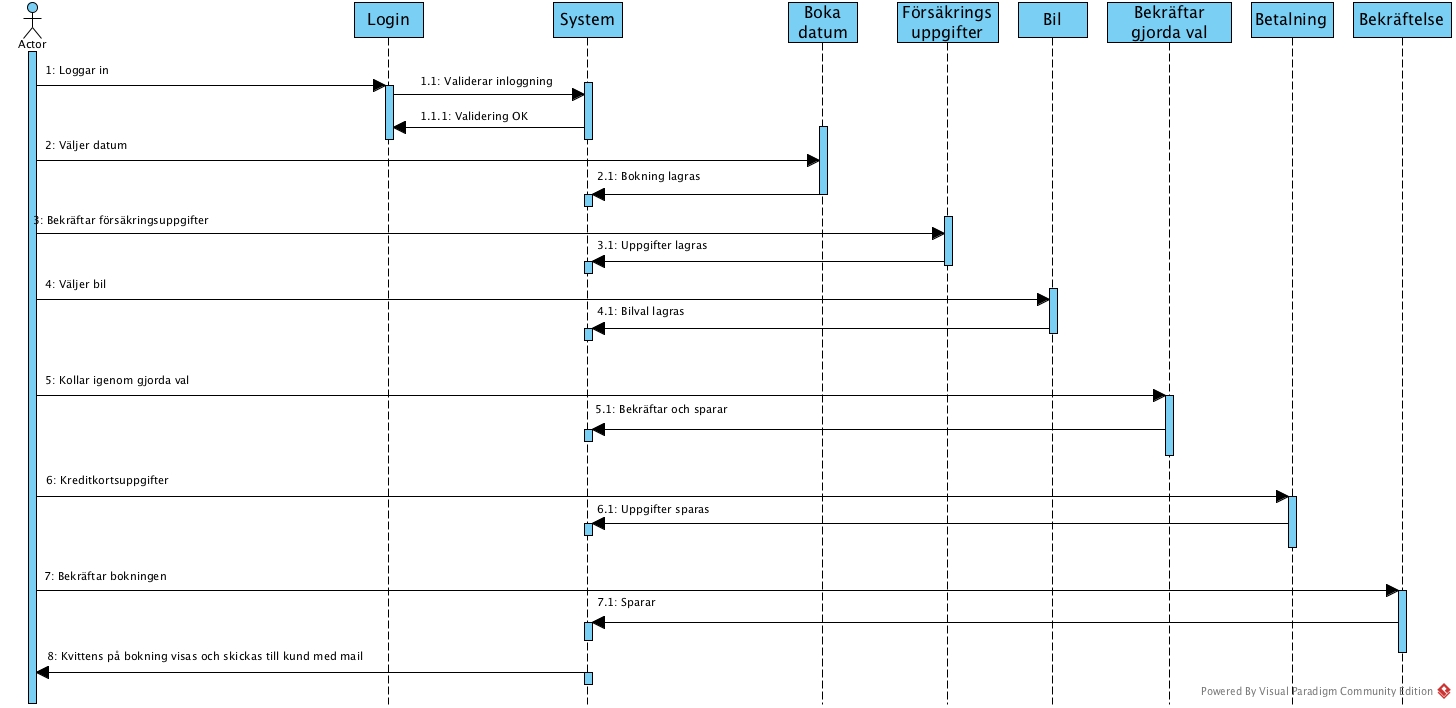 Actor
Login
System
Boka
datum
Försäkrings
uppgifter
Bil
Bekräftar
gjorda val
Betalning
Bekräftelse
1: Loggar in
1.1: Validerar inloggning
1.1.1: Validering OK
2: Väljer datum
2.1: Bokning lagras
3: Bekräftar försäkringsuppgifter
3.1: Uppgifter lagras
4: Väljer bil
4.1: Bilval lagras
5: Kollar igenom gjorda val
5.1: Bekräftar och sparar
6: Kreditkortsuppgifter
6.1: Uppgifter sparas
7: Bekräftar bokningen
7.1: Sparar
8: Kvittens på bokning visas och skickas till kund med mail
Powered By Visual Paradigm Community Edition